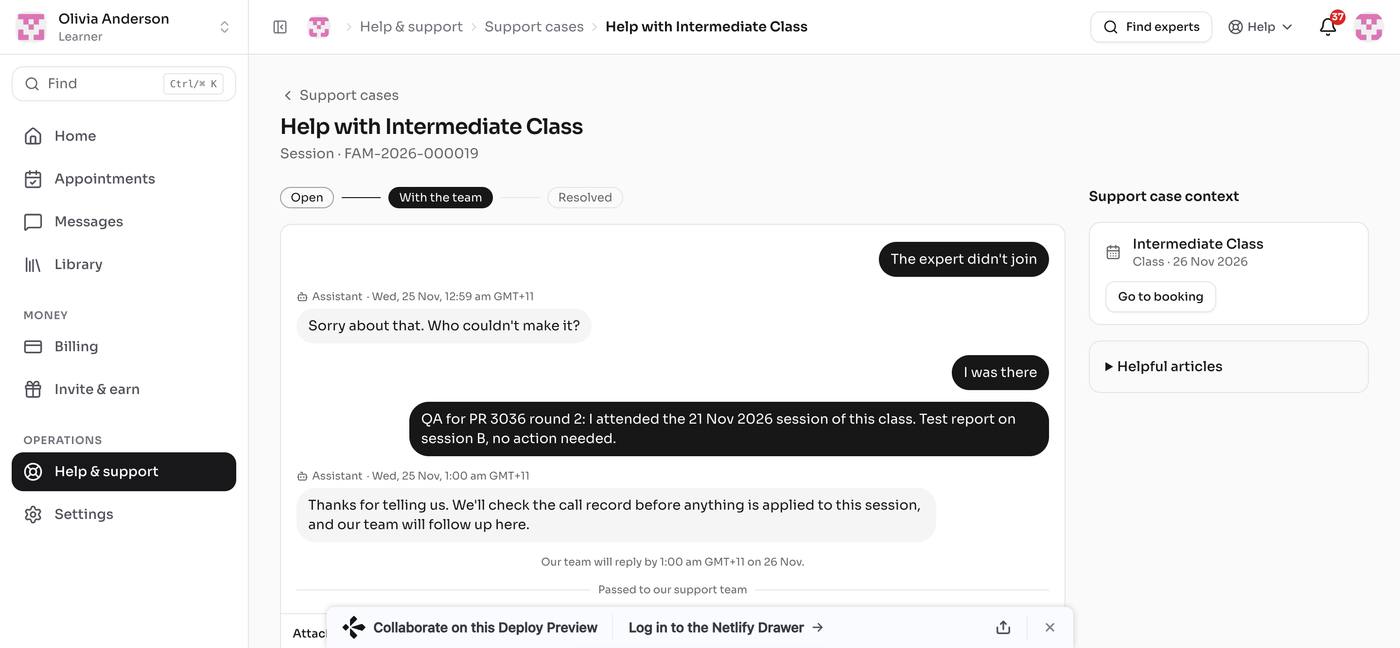 Olivia Anderson
Learner
Help & support
Support cases
Help with Intermediate Class
Find experts
Help
37
Find
Ctrl/⌘ K
Home
Appointments
Messages
Library
MONEY
Billing
Invite & earn
OPERATIONS
Help & support
Settings
Support cases
Help with Intermediate Class
Session · FAM-2026-000019
Open
With the team
Resolved
The expert didn't join
Assistant · Wed, 25 Nov, 12:59 am GMT+11
Sorry about that. Who couldn't make it?
I was there
QA for PR 3036 round 2: I attended the 21 Nov 2026 session of this class. Test report on
session B, no action needed.
Assistant · Wed, 25 Nov, 1:00 am GMT+11
Thanks for telling us. We'll check the call record before anything is applied to this session,
and our team will follow up here.
Our team will reply by 1:00 am GMT+11 on 26 Nov.
Passed to our support team
Support case context
Intermediate Class
Class · 26 Nov 2026
Go to booking
Helpful articles
Collaborate on this Deploy Preview
Log in to the Netlify Drawer